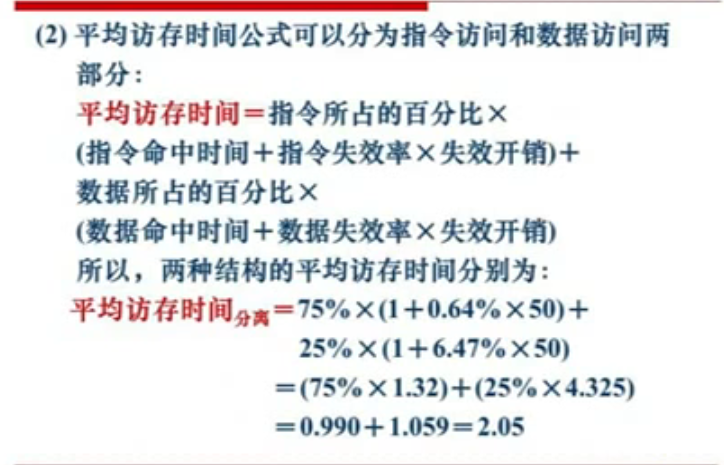 (2) 平均访存时间公式可以分为指令访问和数据访问两
部分：
平均访存时间＝指令所占的百分比×
(指令命中时间＋指令失效率×失效开销)＋
数据所占的百分比×
(数据命中时间＋数据失效率×失效开销)
所以，两种结构的平均访存时间分别为：
平均访存时间分离＝75%×(1＋0.64%×50)＋
25%×(1＋6.47%×50)
＝(75%×1.32)＋(25%×4.325)
＝0.990＋1.059＝2.05